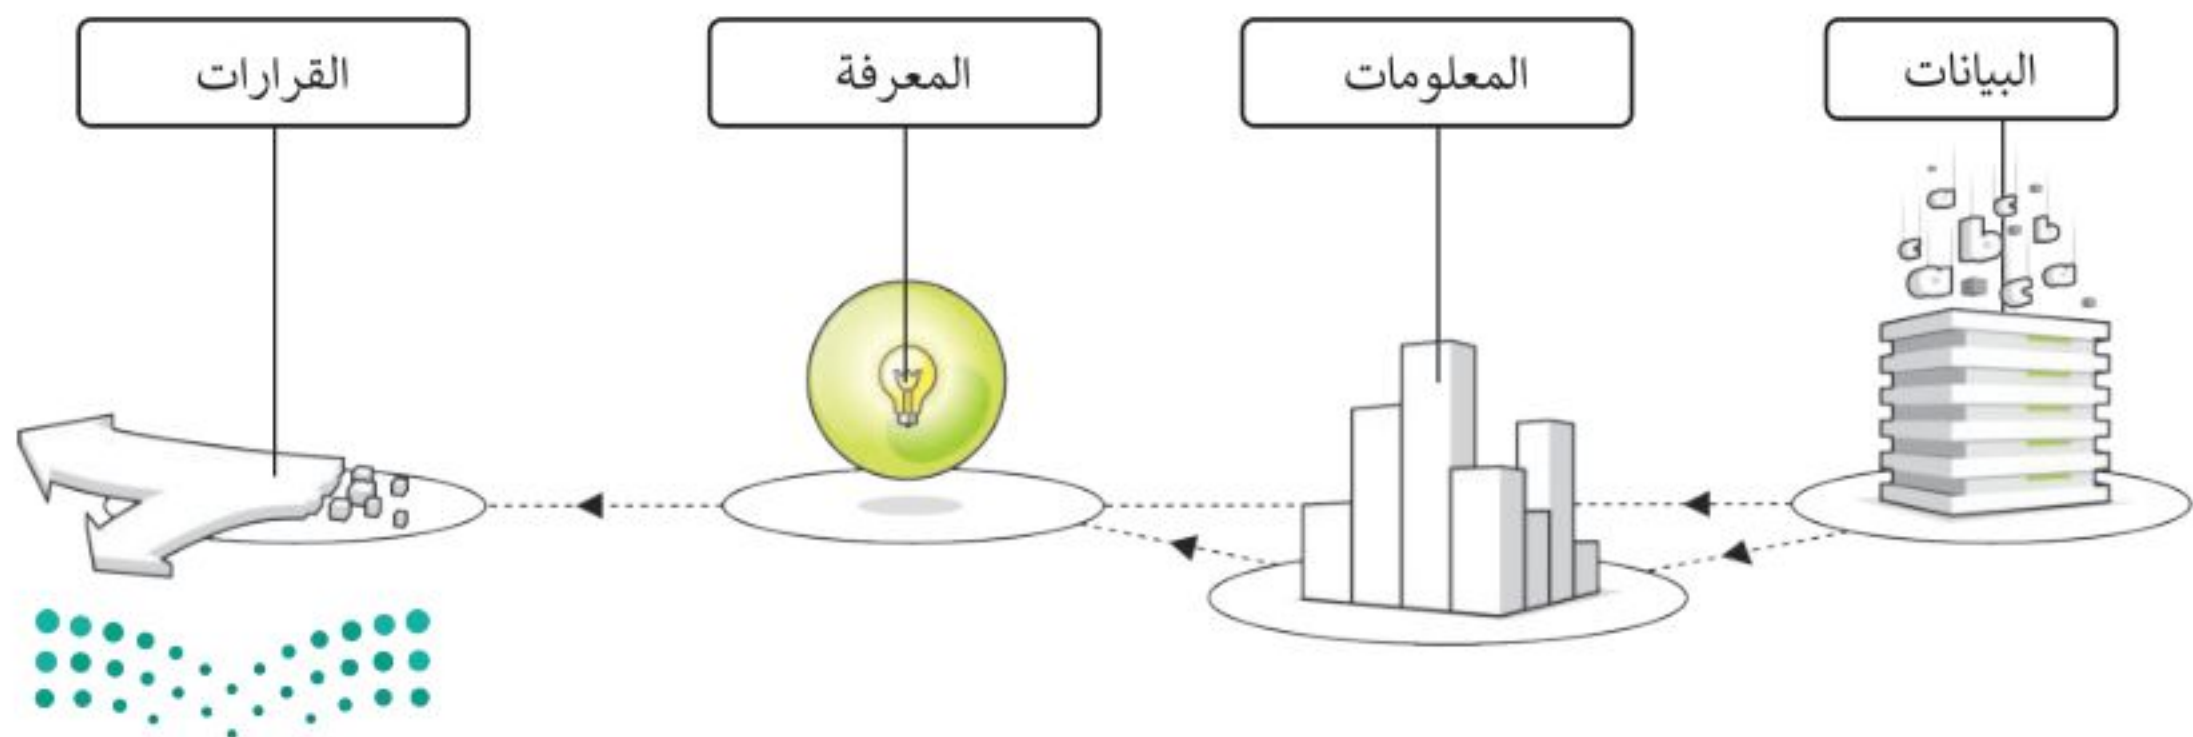 البيانات
المعلومات
المعرفة
القرارات